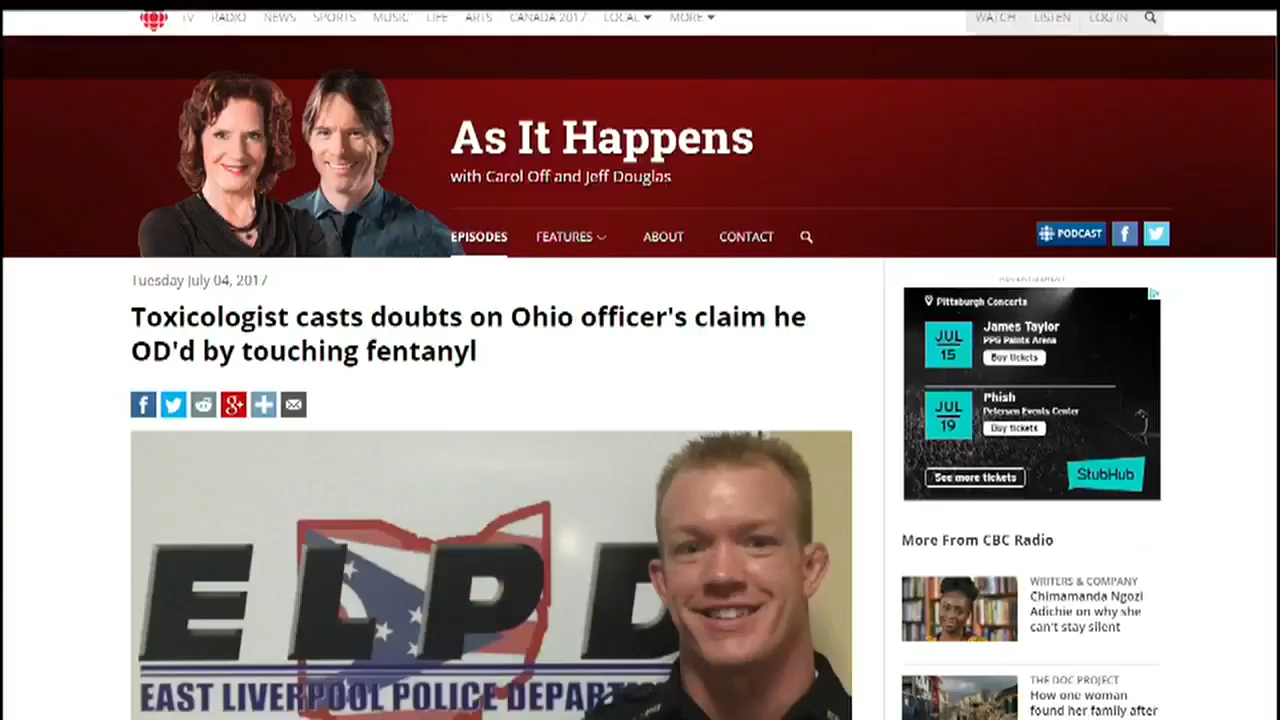 TV RADIO NEWS SPORTS MUSIC LIFE ARTS CANADA 2017 LOCAL MORE WATCH LISTEN LOG IN
As It Happens
with Carol Off and Jeff Douglas
EPISODES FEATURES ABOUT CONTACT PODCAST
Tuesday July 04, 2017
Toxicologist casts doubts on Ohio officer's claim he
OD'd by touching fentanyl
ELPD
EAST LIVERPOOL POLICE DEPART
ADVERTISEMENT
Pittsburgh Concerts
JUL
15
James Taylor
PPG Paints Arena
Buy tickets
JUL
19
Phish
Petersen Events Center
Buy tickets
See more tickets
StubHub
More From CBC Radio
WRITERS & COMPANY
Chimamanda Ngozi
Adichie on why she
can't stay silent
THE DOC PROJECT
How one woman
found her family after